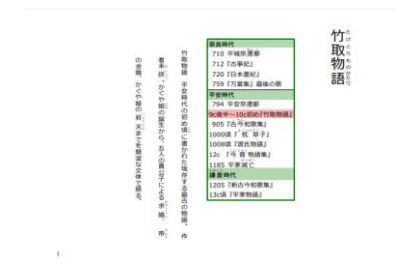 竹取物語
たけとりものがたり
奈良時代
710 平城京遷都
712『古事記』
720『日本書紀』
759『万葉集』最後の歌
平安時代
794 平安京遷都
9c後半～10c初め『竹取物語』
905『古今和歌集』
1000頃『枕草子』
1008頃『源氏物語』
12c『今昔物語集』
1185 平家滅亡
鎌倉時代
1205『新古今和歌集』
13c頃『平家物語』
竹取物語 平安時代の初め頃に書かれた現存する最古の物語。作
者未詳。かぐや姫の誕生から、五人の貴公子による求婚、帝
の求婚、かぐや姫の昇天までを簡潔な文体で語る。
1